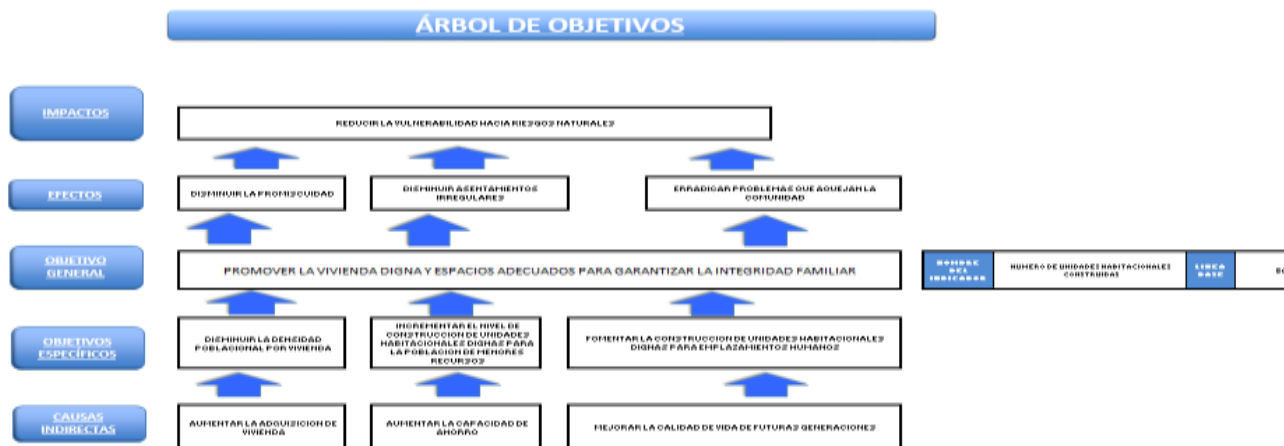 ÁRBOL DE OBJETIVOS
IMPACTOS
REDUCIR LA VULNERABILIDAD HACIA RIESGOS NATURALES
EFECTOS
DISMINUIR LA PROMISCUIDAD
DISMINUIR ASENTAMIENTOS
IRREGULARES
ERRADICAR PROBLEMAS QUE AQUEJAN LA
COMUNIDAD
OBJETIVO
GENERAL
PROMOVER LA VIVIENDA DIGNA Y ESPACIOS ADECUADOS PARA GARANTIZAR LA INTEGRIDAD FAMILIAR
NOMBRE
DEL
INDICADOR
NUMERO DE UNIDADES HABITACIONALES
CONSTRUIDAS
LINEA
BASE
OBJETIVOS
ESPECÍFICOS
DISMINUIR LA DENSIDAD
POBLACIONAL POR VIVIENDA
INCREMENTAR EL NIVEL DE
CONSTRUCCION DE UNIDADES
HABITACIONALES DIGNAS PARA
LA POBLACION DE MENORES
RECURSOS
FOMENTAR LA CONSTRUCCION DE UNIDADES HABITACIONALES
DIGNAS PARA EMPLAZAMIENTOS HUMANOS
CAUSAS
INDIRECTAS
AUMENTAR LA ADQUISICION DE
VIVIENDA
AUMENTAR LA CAPACIDAD DE
AHORRO
MEJORAR LA CALIDAD DE VIDA DE FUTURAS GENERACIONES